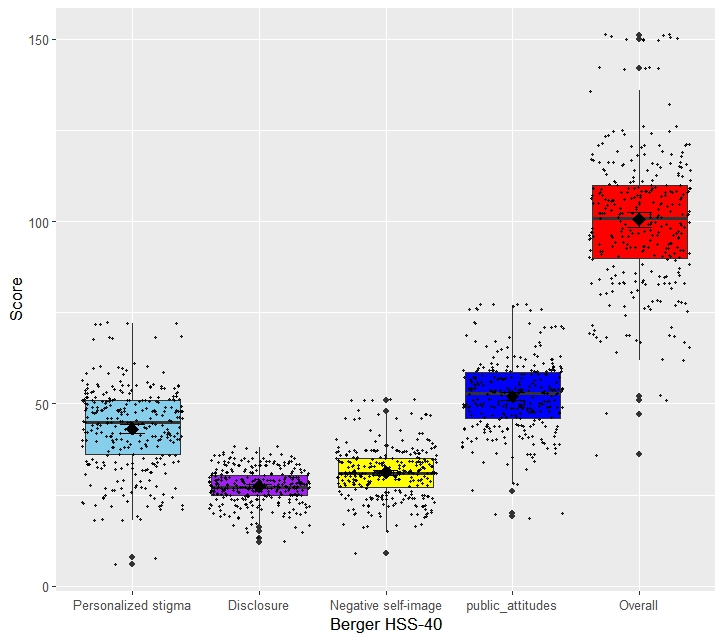 150
100
50
0
Score
Personalized stigma
Disclosure
Negative self-image
public_attitudes
Overall
Berger HSS-40